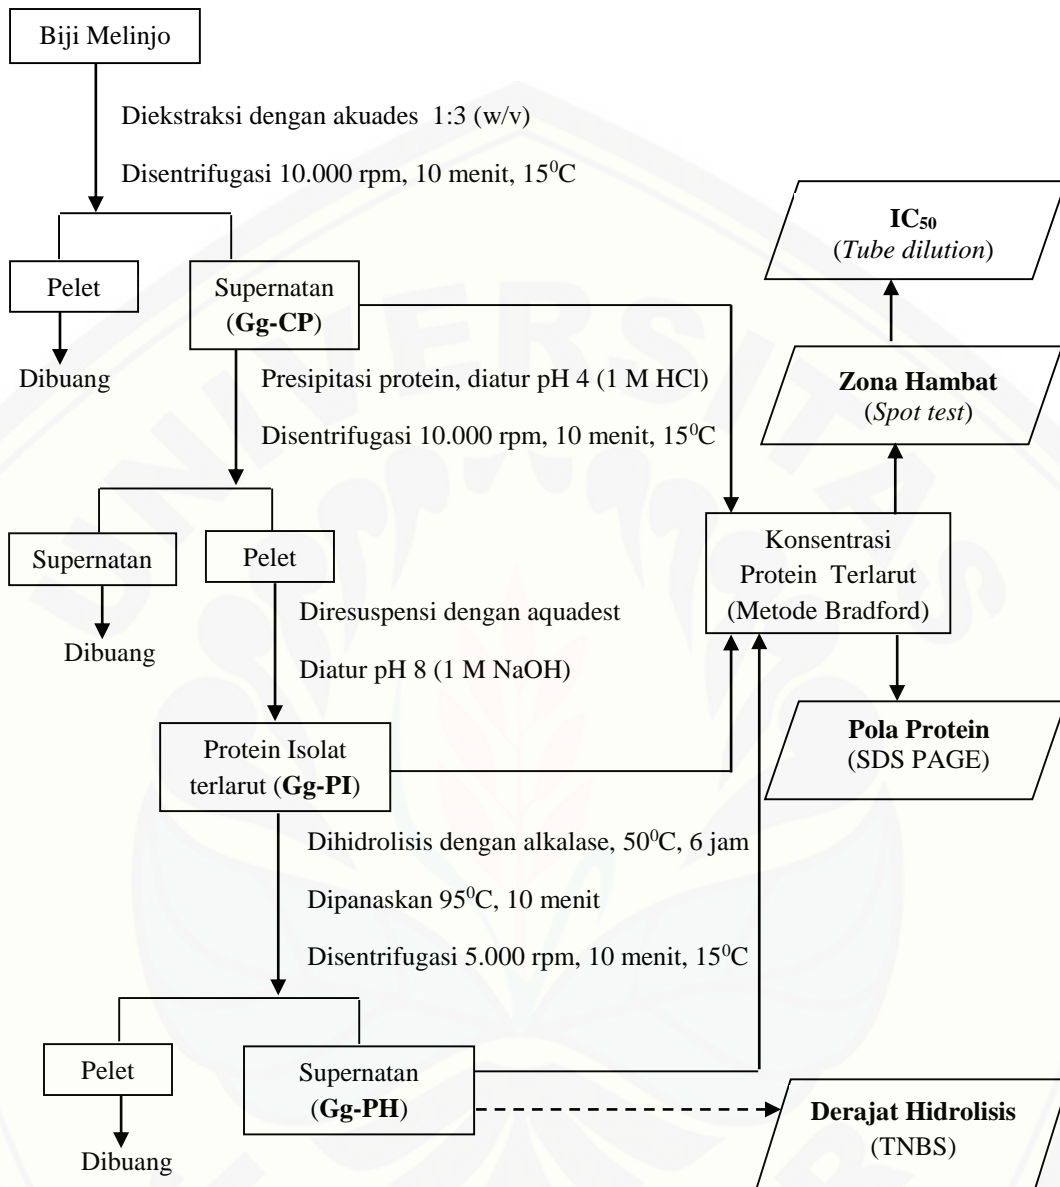 Biji Melinjo
Diekstraksi dengan akuades 1:3 (w/v)
Disentrifugasi 10.000 rpm, 10 menit, 15⁰C
IC₅₀
(Tube dilution)
Pelet
Supernatan
(Gg-CP)
Dibuang
Presipitasi protein, diatur pH 4 (1 M HCl)
Disentrifugasi 10.000 rpm, 10 menit, 15⁰C
Zona Hambat
(Spot test)
Supernatan
Pelet
Konsentrasi
Protein Terlarut
(Metode Bradford)
Dibuang
Diresuspensi dengan aquadest
Diatur pH 8 (1 M NaOH)
Protein Isolat
terlarut (Gg-PI)
Pola Protein
(SDS PAGE)
Dihidrolisis dengan alkalase, 50⁰C, 6 jam
Dipanaskan 95⁰C, 10 menit
Disentrifugasi 5.000 rpm, 10 menit, 15⁰C
Pelet
Supernatan
(Gg-PH)
Dibuang
Derajat Hidrolisis
(TNBS)
UNIVERSITAS